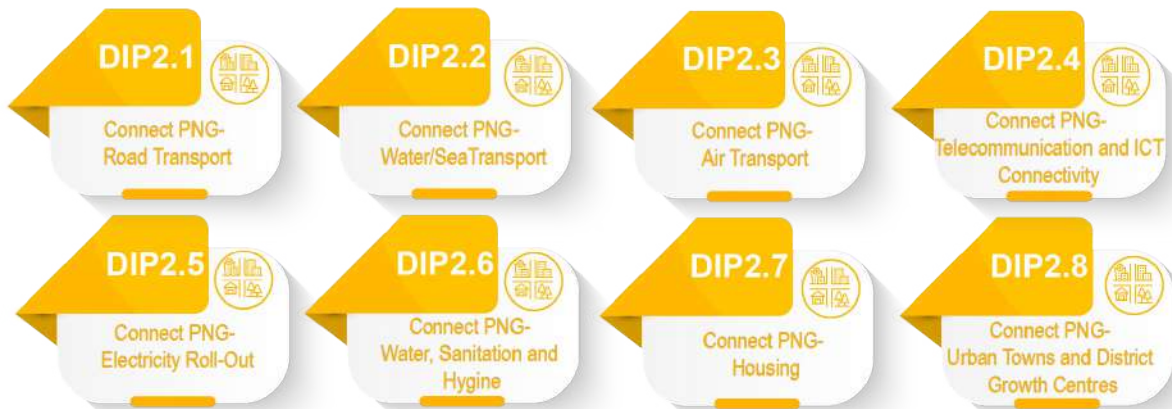 DIP2.1
Connect PNG-
Road Transport
DIP2.2
Connect PNG-
Water/SeaTransport
DIP2.3
Connect PNG-
Air Transport
DIP2.4
Connect PNG-
Telecommunication and ICT
Connectivity
DIP2.5
Connect PNG-
Electricity Roll-Out
DIP2.6
Connect PNG-
Water, Sanitation and
Hygine
DIP2.7
Connect PNG-
Housing
DIP2.8
Connect PNG-
Urban Towns and District
Growth Centres